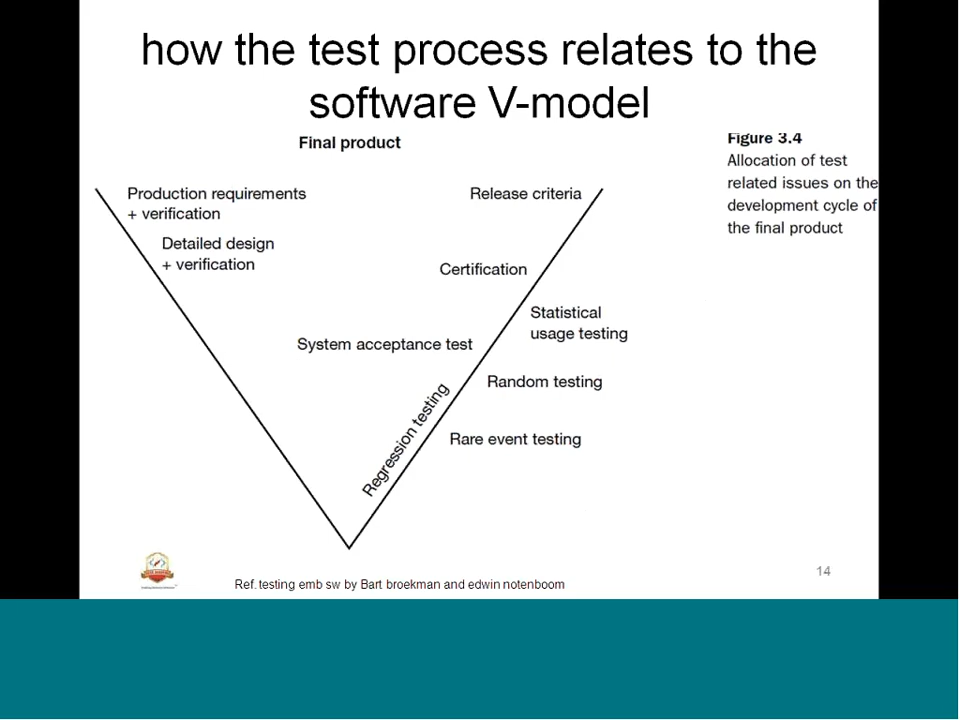 how the test process relates to the
software V-model
Final product
Figure 3.4
Allocation of test
related issues on the
development cycle of
the final product
Production requirements
+ verification
Detailed design
+ verification
Release criteria
Certification
Statistical
usage testing
System acceptance test
Random testing
Regression testing
Rare event testing
14
Ref. testing emb sw by Bart broekman and edwin notenboom